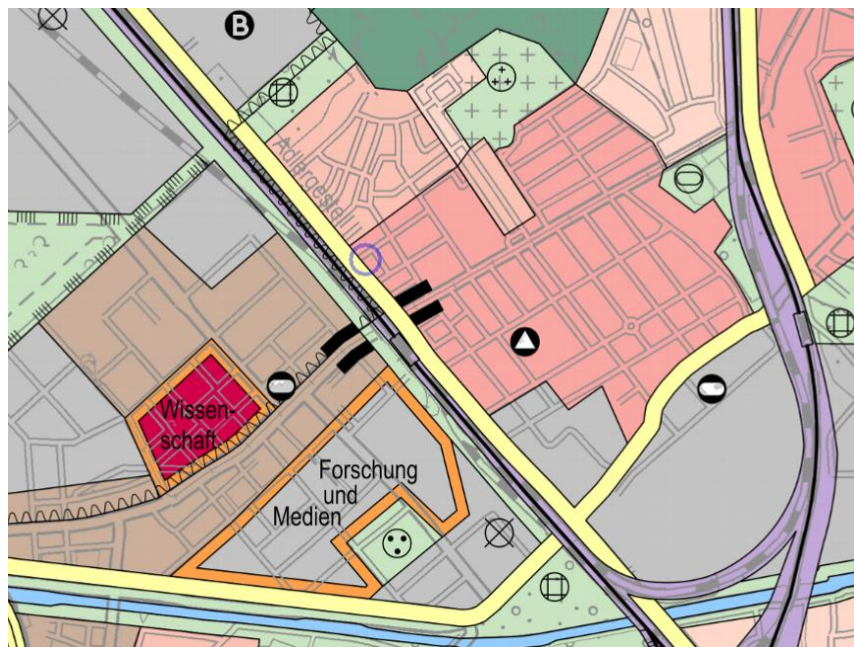 B
Adlergestell
Wissen-
schaft
Forschung
und
Medien